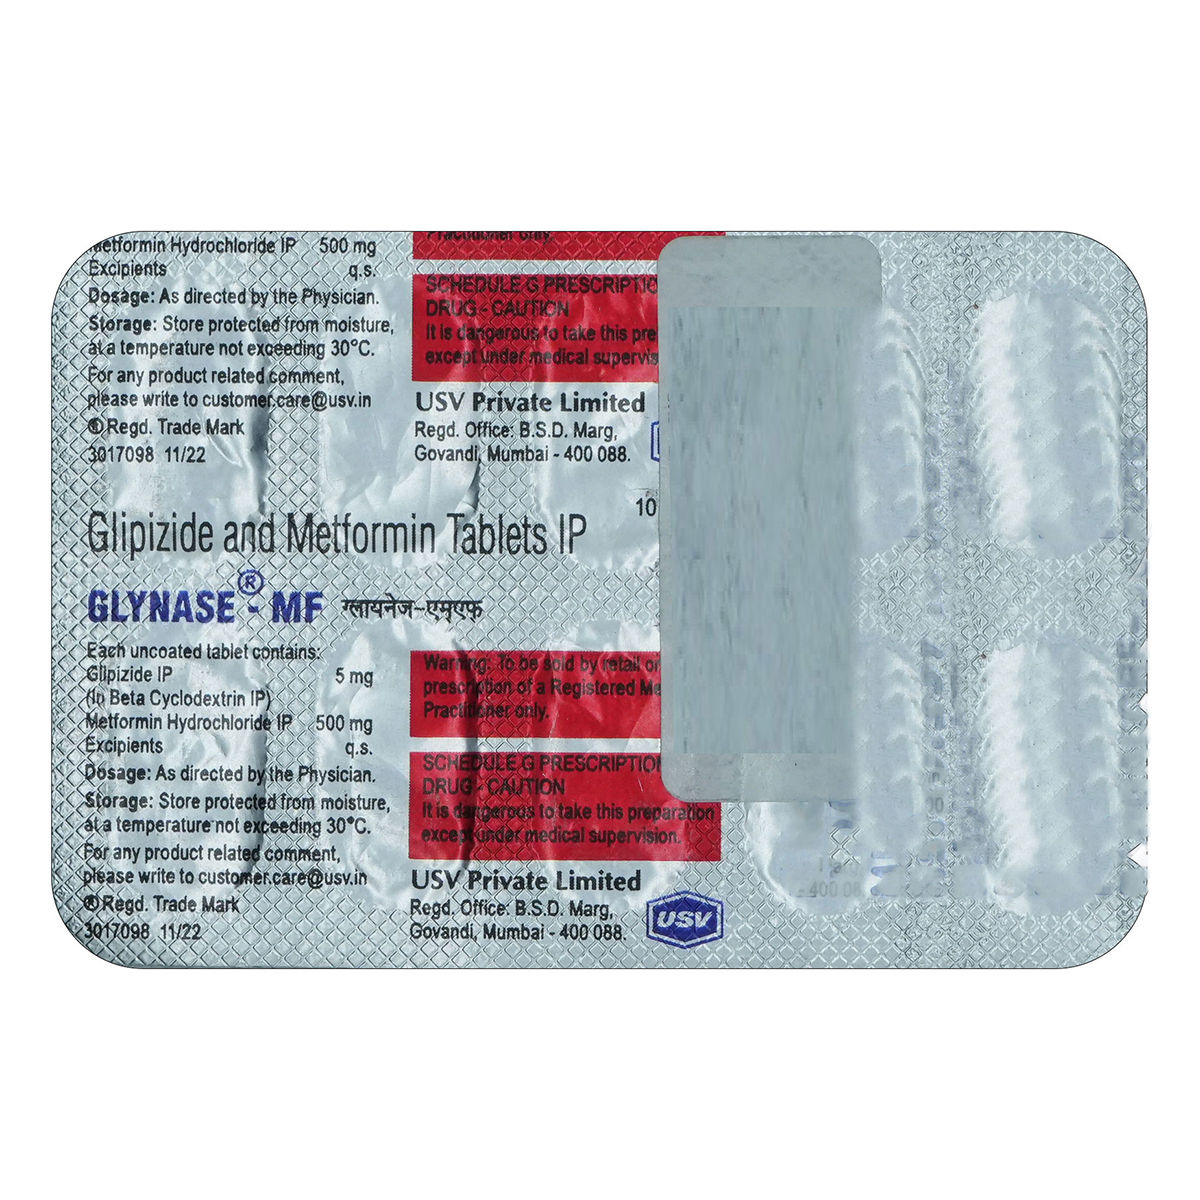 Metformin Hydrochloride IP 500 mg
Excipients q.s.
Dosage: As directed by the Physician.
Storage: Store protected from moisture,
at a temperature not exceeding 30°C.
For any product related comment,
please write to customer.care@usv.in
® Regd. Trade Mark
3017098 11/22
Practitioner only.
SCHEDULE G PRESCRIPTIO
DRUG - CAUTION
It is dangerous to take this pre
except under medical supervis
USV Private Limited
Regd. Office: B.S.D. Marg,
Govandi, Mumbai - 400 088.
10
Glipizide and Metformin Tablets IP
GLYNASE® - MF ग्लायनेज-एमएफ
Each uncoated tablet contains:
Glipizide IP 5 mg
(In Beta Cyclodextrin IP)
Metformin Hydrochloride IP 500 mg
Excipients q.s.
Dosage: As directed by the Physician.
Storage: Store protected from moisture,
at a temperature not exceeding 30°C.
For any product related comment,
please write to customer.care@usv.in
® Regd. Trade Mark
3017098 11/22
Warning: To be sold by retail on
prescription of a Registered Me
Practitioner only.
SCHEDULE G PRESCRIPTIO
DRUG - CAUTION
It is dangerous to take this preparation
except under medical supervision.
USV Private Limited
Regd. Office: B.S.D. Marg,
Govandi, Mumbai - 400 088.
USV